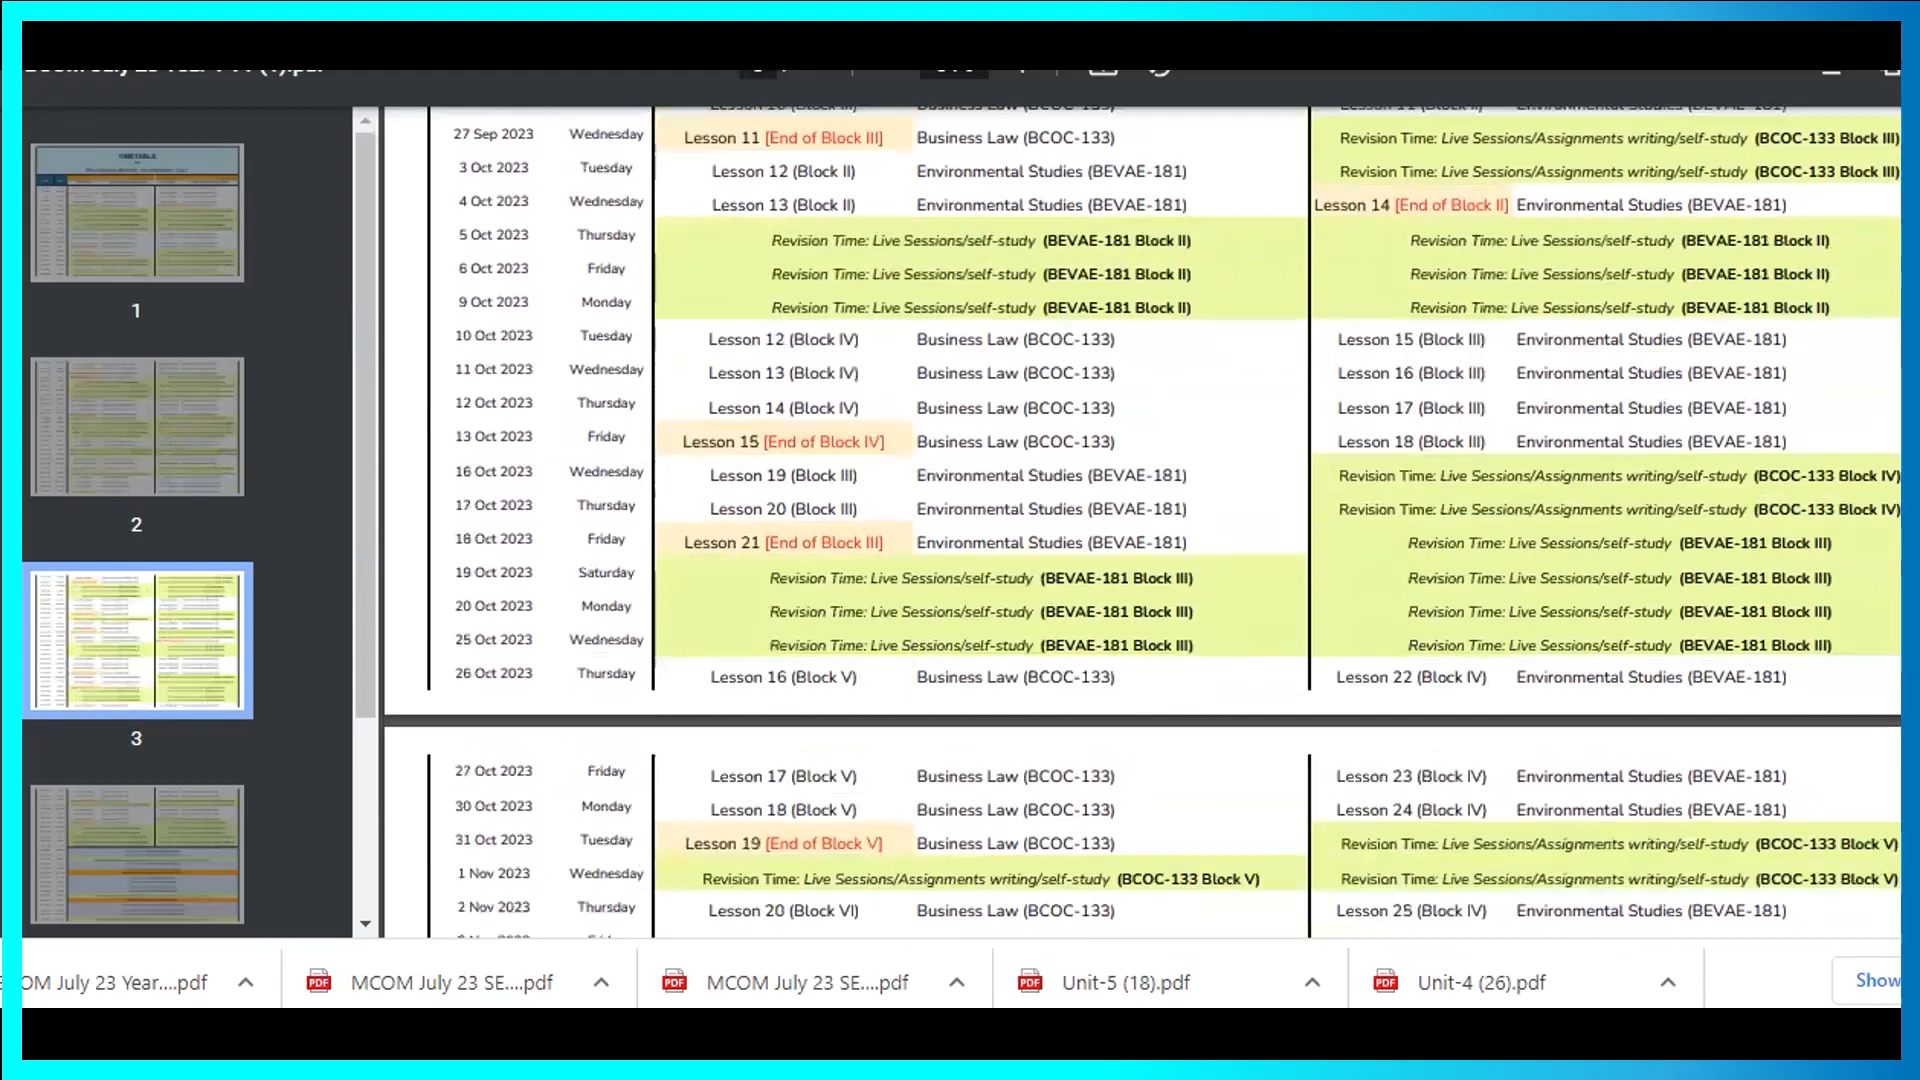 27 Sep 2023 Wednesday Lesson 11 [End of Block III] Business Law (BCOC-133) Revision Time: Live Sessions/Assignments writing/self-study (BCOC-133 Block III)
3 Oct 2023 Tuesday Lesson 12 (Block II) Environmental Studies (BEVAE-181) Revision Time: Live Sessions/Assignments writing/self-study (BCOC-133 Block III)
4 Oct 2023 Wednesday Lesson 13 (Block II) Environmental Studies (BEVAE-181) Lesson 14 [End of Block II] Environmental Studies (BEVAE-181)
5 Oct 2023 Thursday Revision Time: Live Sessions/self-study (BEVAE-181 Block II) Revision Time: Live Sessions/self-study (BEVAE-181 Block II)
6 Oct 2023 Friday Revision Time: Live Sessions/self-study (BEVAE-181 Block II) Revision Time: Live Sessions/self-study (BEVAE-181 Block II)
9 Oct 2023 Monday Revision Time: Live Sessions/self-study (BEVAE-181 Block II) Revision Time: Live Sessions/self-study (BEVAE-181 Block II)
10 Oct 2023 Tuesday Lesson 12 (Block IV) Business Law (BCOC-133) Lesson 15 (Block III) Environmental Studies (BEVAE-181)
11 Oct 2023 Wednesday Lesson 13 (Block IV) Business Law (BCOC-133) Lesson 16 (Block III) Environmental Studies (BEVAE-181)
12 Oct 2023 Thursday Lesson 14 (Block IV) Business Law (BCOC-133) Lesson 17 (Block III) Environmental Studies (BEVAE-181)
13 Oct 2023 Friday Lesson 15 [End of Block IV] Business Law (BCOC-133) Lesson 18 (Block III) Environmental Studies (BEVAE-181)
16 Oct 2023 Wednesday Lesson 19 (Block III) Environmental Studies (BEVAE-181) Revision Time: Live Sessions/Assignments writing/self-study (BCOC-133 Block IV)
17 Oct 2023 Thursday Lesson 20 (Block III) Environmental Studies (BEVAE-181) Revision Time: Live Sessions/Assignments writing/self-study (BCOC-133 Block IV)
18 Oct 2023 Friday Lesson 21 [End of Block III] Environmental Studies (BEVAE-181) Revision Time: Live Sessions/self-study (BEVAE-181 Block III)
19 Oct 2023 Saturday Revision Time: Live Sessions/self-study (BEVAE-181 Block III) Revision Time: Live Sessions/self-study (BEVAE-181 Block III)
20 Oct 2023 Monday Revision Time: Live Sessions/self-study (BEVAE-181 Block III) Revision Time: Live Sessions/self-study (BEVAE-181 Block III)
25 Oct 2023 Wednesday Revision Time: Live Sessions/self-study (BEVAE-181 Block III) Revision Time: Live Sessions/self-study (BEVAE-181 Block III)
26 Oct 2023 Thursday Lesson 16 (Block V) Business Law (BCOC-133) Lesson 22 (Block IV) Environmental Studies (BEVAE-181)
27 Oct 2023 Friday Lesson 17 (Block V) Business Law (BCOC-133) Lesson 23 (Block IV) Environmental Studies (BEVAE-181)
30 Oct 2023 Monday Lesson 18 (Block V) Business Law (BCOC-133) Lesson 24 (Block IV) Environmental Studies (BEVAE-181)
31 Oct 2023 Tuesday Lesson 19 [End of Block V] Business Law (BCOC-133) Revision Time: Live Sessions/Assignments writing/self-study (BCOC-133 Block V)
1 Nov 2023 Wednesday Revision Time: Live Sessions/Assignments writing/self-study (BCOC-133 Block V) Revision Time: Live Sessions/Assignments writing/self-study (BCOC-133 Block V)
2 Nov 2023 Thursday Lesson 20 (Block VI) Business Law (BCOC-133) Lesson 25 (Block IV) Environmental Studies (BEVAE-181)
TIMETABLE
1
2
3
OM July 23 Year....pdf
PDF MCOM July 23 SE....pdf
PDF MCOM July 23 SE....pdf
PDF Unit-5 (18).pdf
PDF Unit-4 (26).pdf
Show